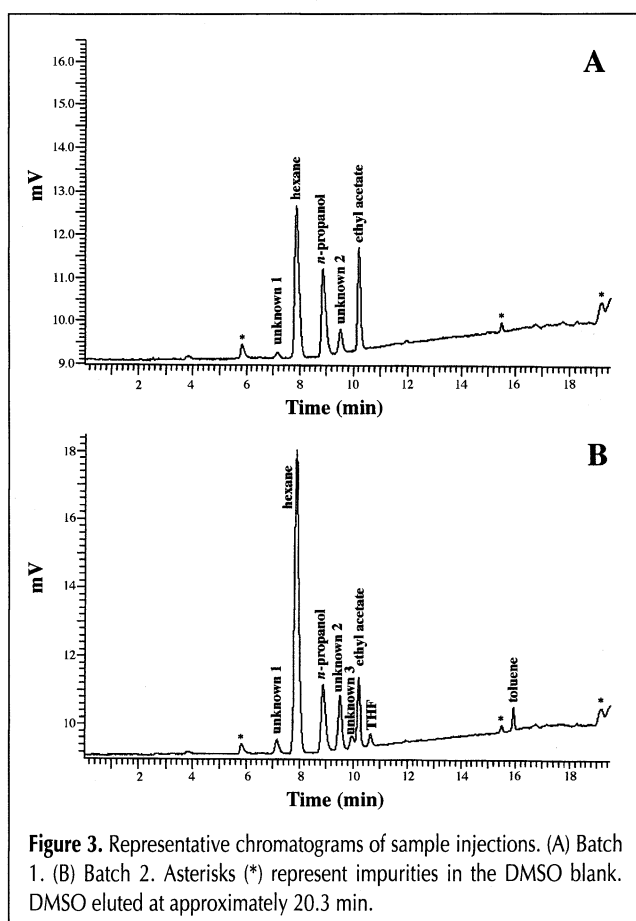 A
16.0
15.0
14.0
13.0
12.0
11.0
10.0
9.0
mV
*
unknown 1
hexane
n-propanol
unknown 2
ethyl acetate
*
*
2 4 6 8 10 12 14 16 18
Time (min)
B
18
16
14
12
10
mV
*
unknown 1
hexane
n-propanol
unknown 2
unknown 3
ethyl acetate
THF
*
toluene
*
2 4 6 8 10 12 14 16 18
Time (min)
Figure 3. Representative chromatograms of sample injections. (A) Batch
1. (B) Batch 2. Asterisks (*) represent impurities in the DMSO blank.
DMSO eluted at approximately 20.3 min.